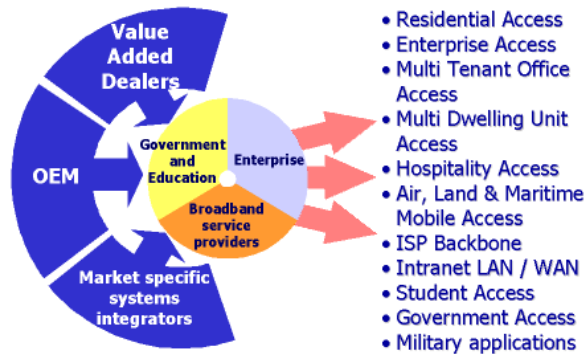 Value
Added
Dealers
OEM
Market specific
systems
integrators
Government
and
Education
Enterprise
Broadband
service
providers
• Residential Access
• Enterprise Access
• Multi Tenant Office
Access
• Multi Dwelling Unit
Access
• Hospitality Access
• Air, Land & Maritime
Mobile Access
• ISP Backbone
• Intranet LAN / WAN
• Student Access
• Government Access
• Military applications